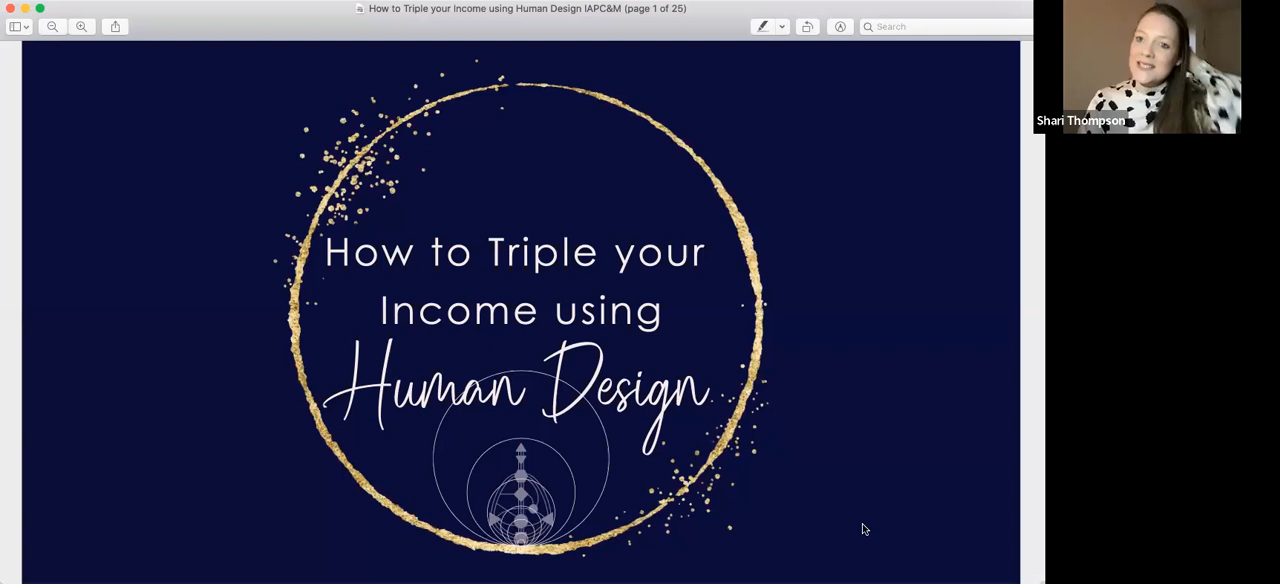 How to Triple your Income using Human Design IAPC&M (page 1 of 25)
Search
Shari Thompson
How to Triple your
Income using
Human Design